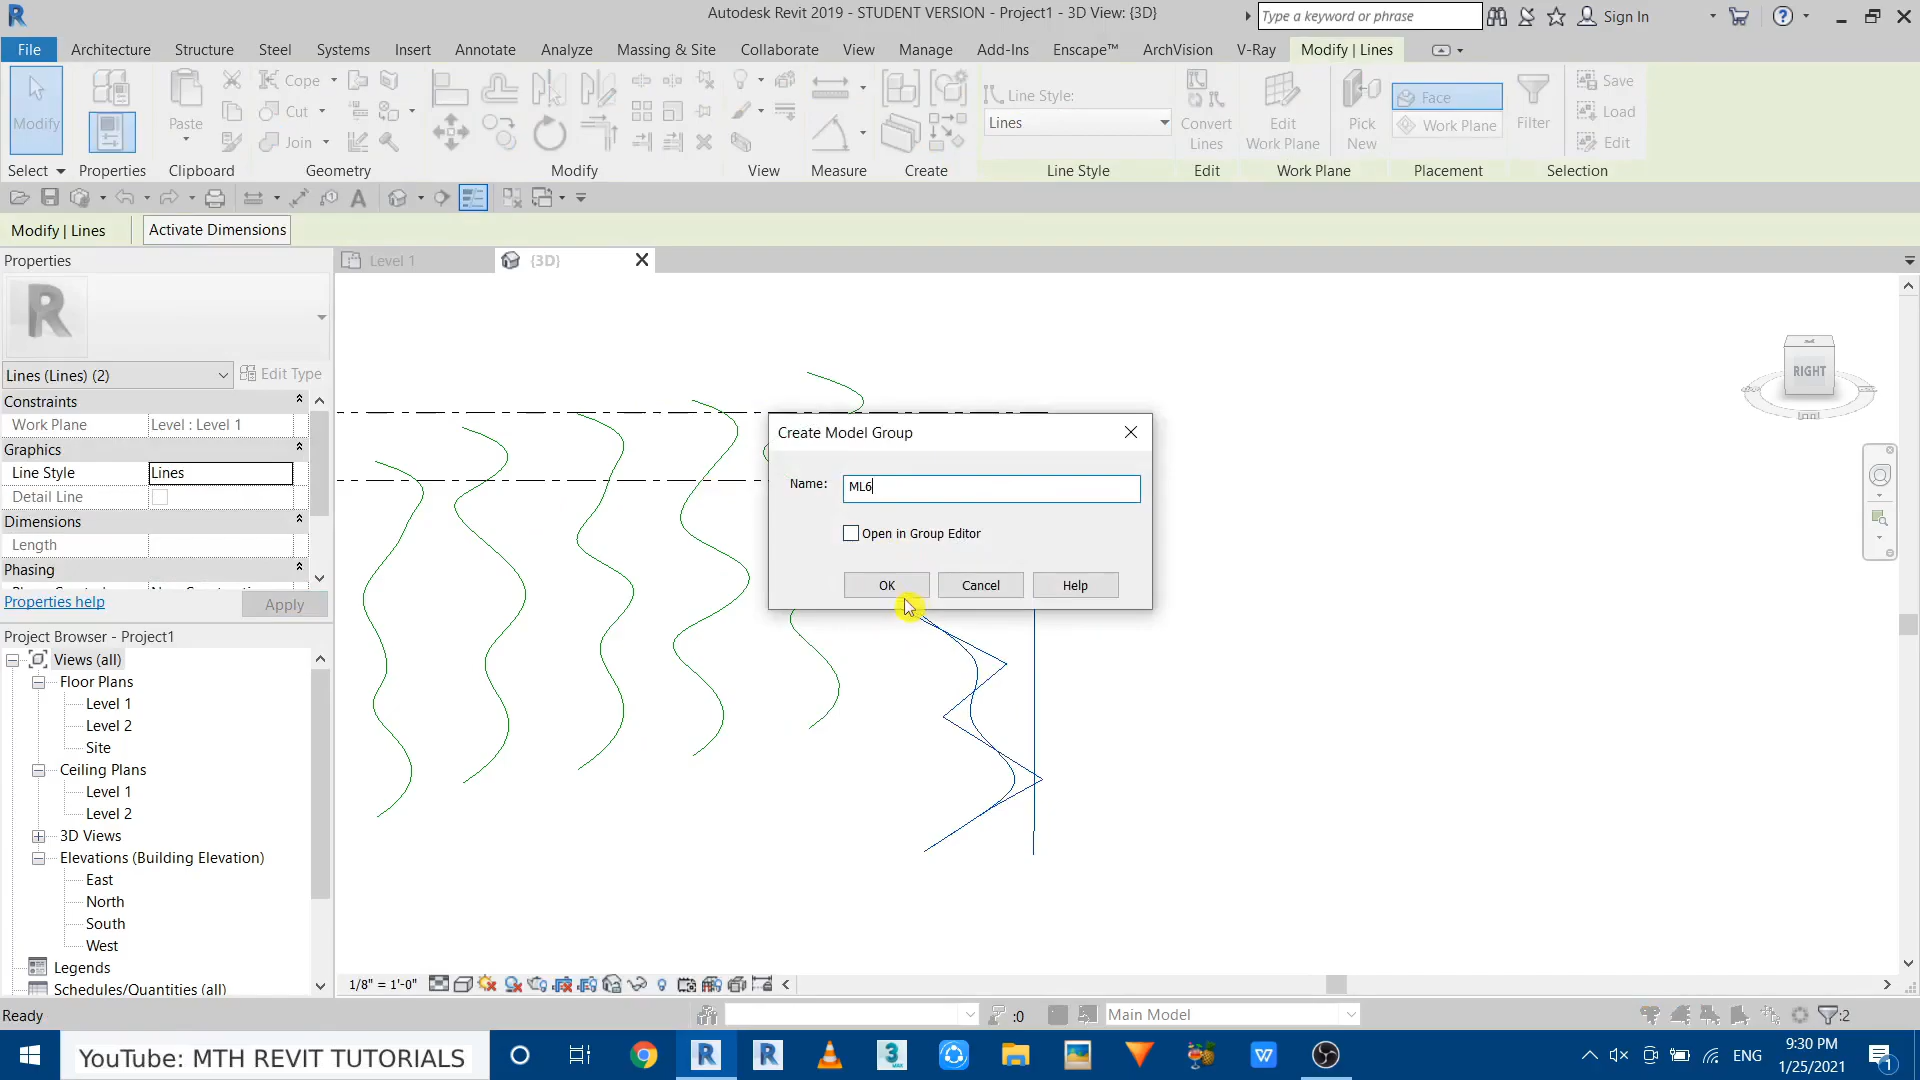 Autodesk Revit 2019 - STUDENT VERSION - Project1 - 3D View: {3D}
Type a keyword or phrase
Sign In
File Architecture Structure Steel Systems Insert Annotate Analyze Massing & Site Collaborate View Manage Add-Ins Enscape™ ArchVision V-Ray Modify | Lines
Modify
Paste
Cope
Cut
Join
Line Style:
Lines
Convert Lines
Edit Work Plane
Pick New
Face
Work Plane
Filter
Save
Load
Edit
Select Properties Clipboard Geometry Modify View Measure Create Line Style Edit Work Plane Placement Selection
Modify | Lines Activate Dimensions
Properties
Level 1
{3D}
Lines (Lines) (2) Edit Type
Constraints
Work Plane Level : Level 1
Graphics
Line Style Lines
Detail Line
Dimensions
Length
Phasing
Properties help Apply
Create Model Group
Name: ML6
Open in Group Editor
OK Cancel Help
RIGHT
Project Browser - Project1
Views (all)
Floor Plans
Level 1
Level 2
Site
Ceiling Plans
Level 1
Level 2
3D Views
Elevations (Building Elevation)
East
North
South
West
Legends
Schedules/Quantities (all)
1/8" = 1'-0"
Ready
:0
Main Model
:2
YouTube: MTH REVIT TUTORIALS
ENG
9:30 PM
1/25/2021
1